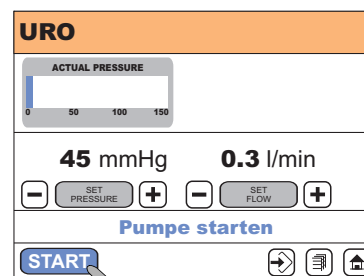 URO
ACTUAL PRESSURE
0 50 100 150
45 mmHg 0.3 l/min
SET PRESSURE SET FLOW
Pumpe starten
START